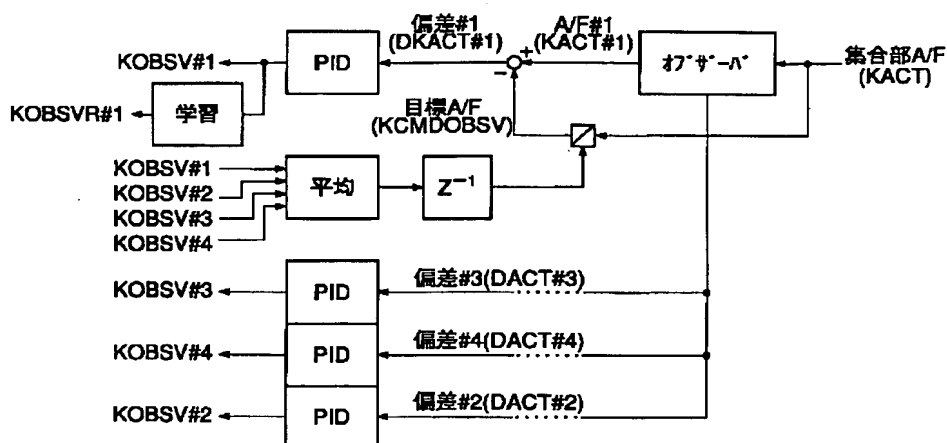 偏差#1
(DKACT#1)
A/F#1
(KACT#1)
KOBSV#1
PID
+
−
オブザーバ
集合部A/F
(KACT)
KOBSVR#1
学習
目標A/F
(KCMDOBSV)
KOBSV#1
KOBSV#2
KOBSV#3
KOBSV#4
平均
Z⁻¹
KOBSV#3
PID
偏差#3(DACT#3)
KOBSV#4
PID
偏差#4(DACT#4)
KOBSV#2
PID
偏差#2(DACT#2)